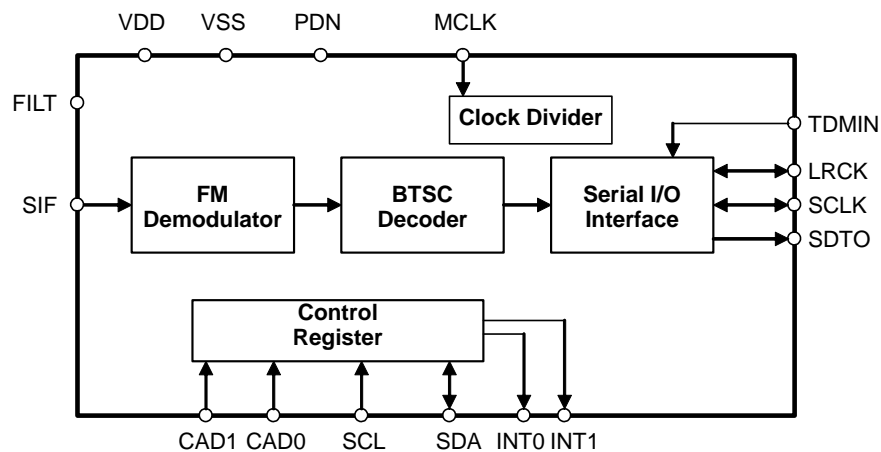 VDD VSS PDN MCLK
FILT
Clock Divider
TDMIN
SIF
FM
Demodulator
BTSC
Decoder
Serial I/O
Interface
LRCK
SCLK
SDTO
Control
Register
CAD1 CAD0 SCL SDA INT0 INT1